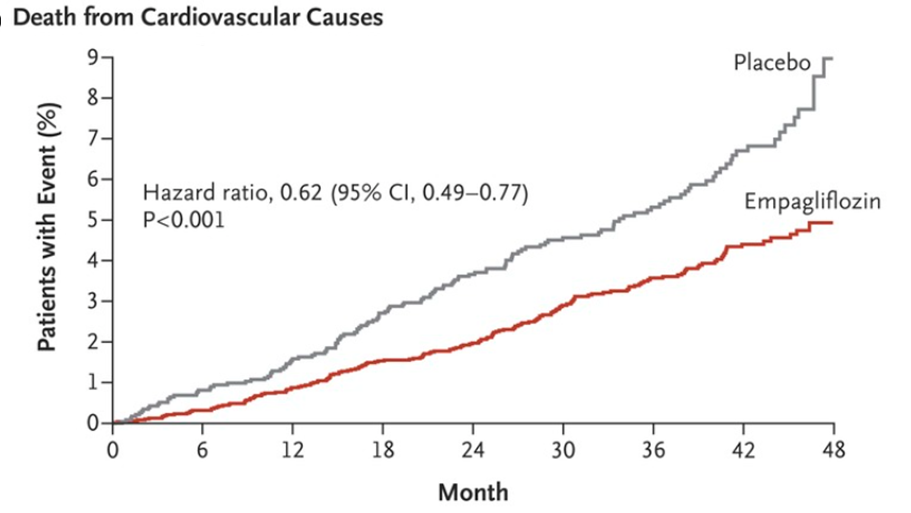 Death from Cardiovascular Causes
Patients with Event (%)
9
8
7
6
5
4
3
2
1
0
Placebo
Hazard ratio, 0.62 (95% CI, 0.49–0.77)
P<0.001
Empagliflozin
0 6 12 18 24 30 36 42 48
Month